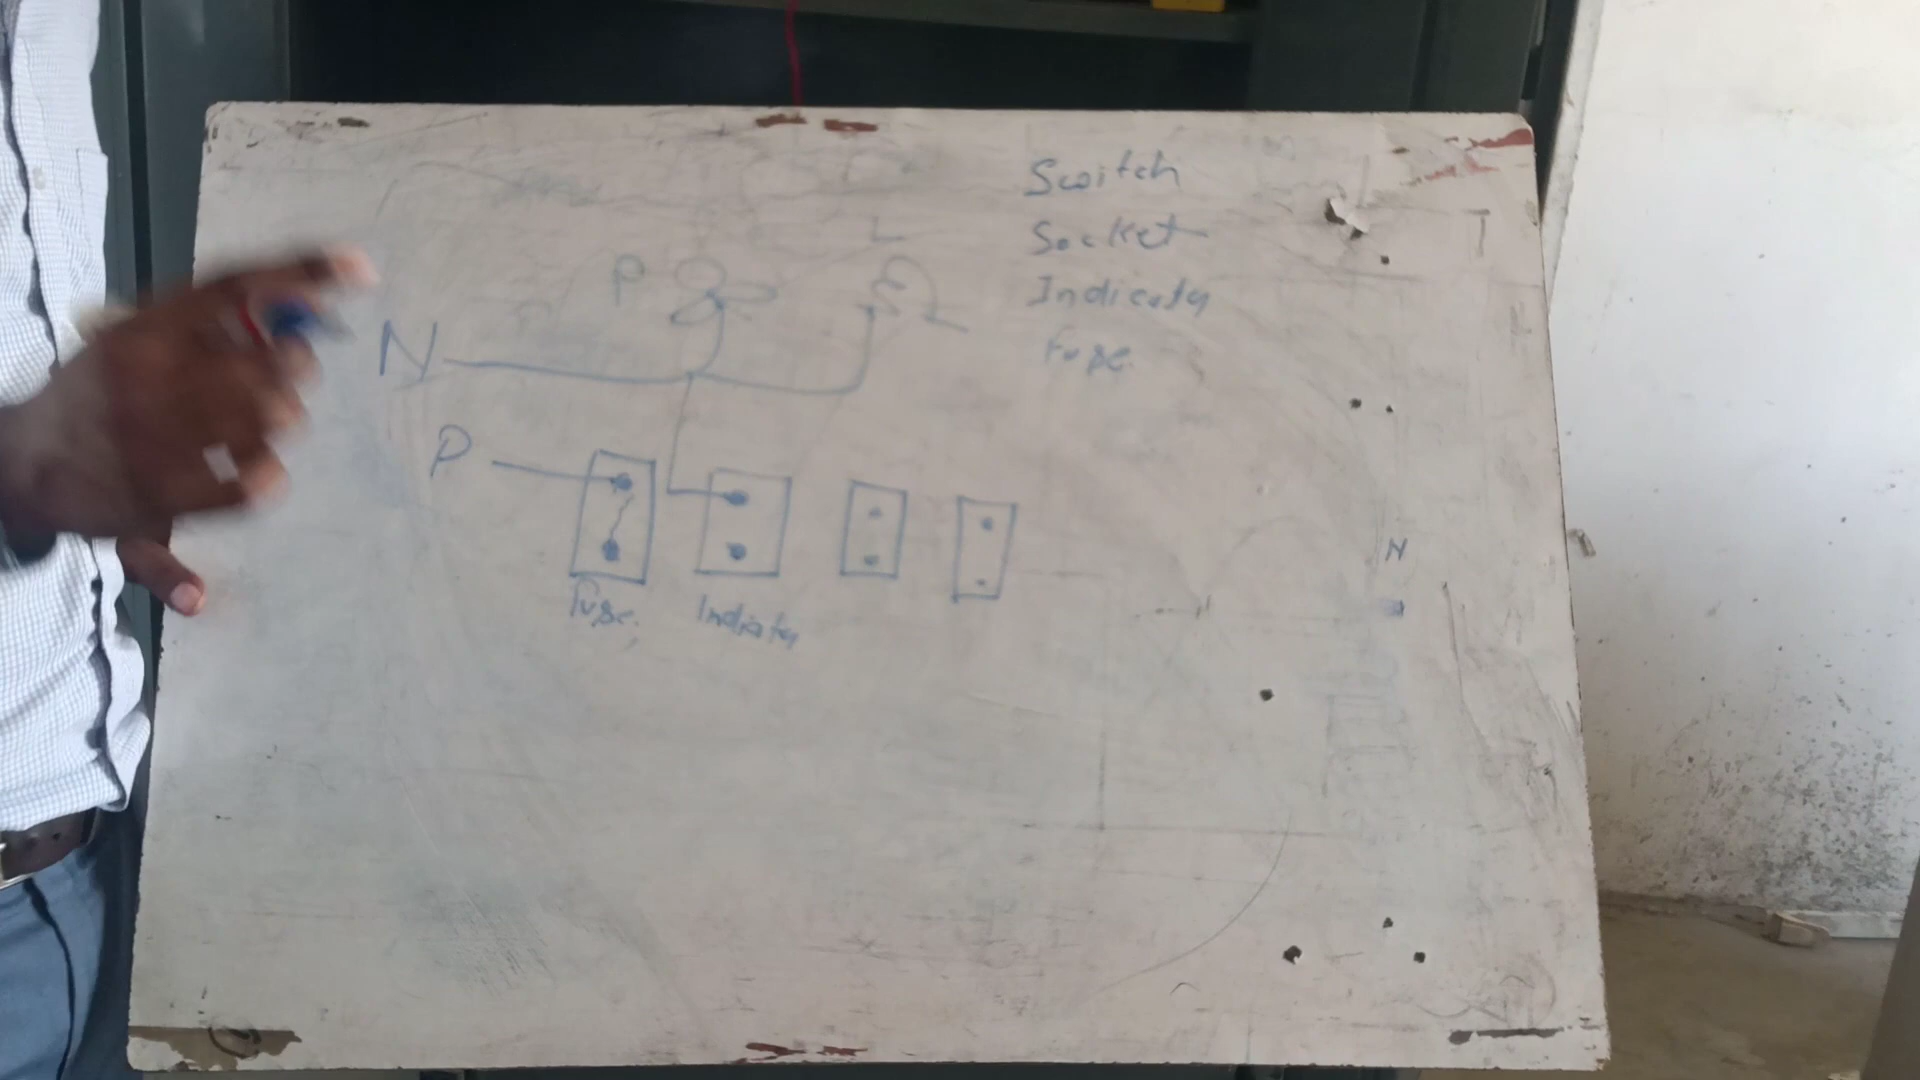 Switch
Socket
Indicator
Fuse
L
P
N
P
N
Fuse,
Indicator